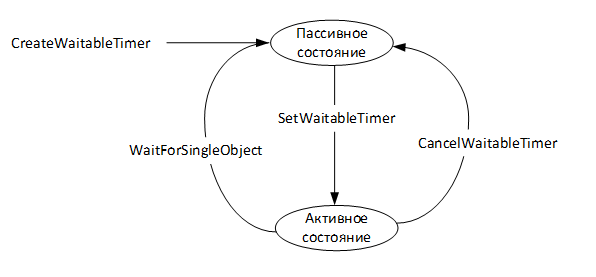 Пассивное
состояние
CreateWaitableTimer
SetWaitableTimer
CancelWaitableTimer
WaitForSingleObject
Активное
состояние